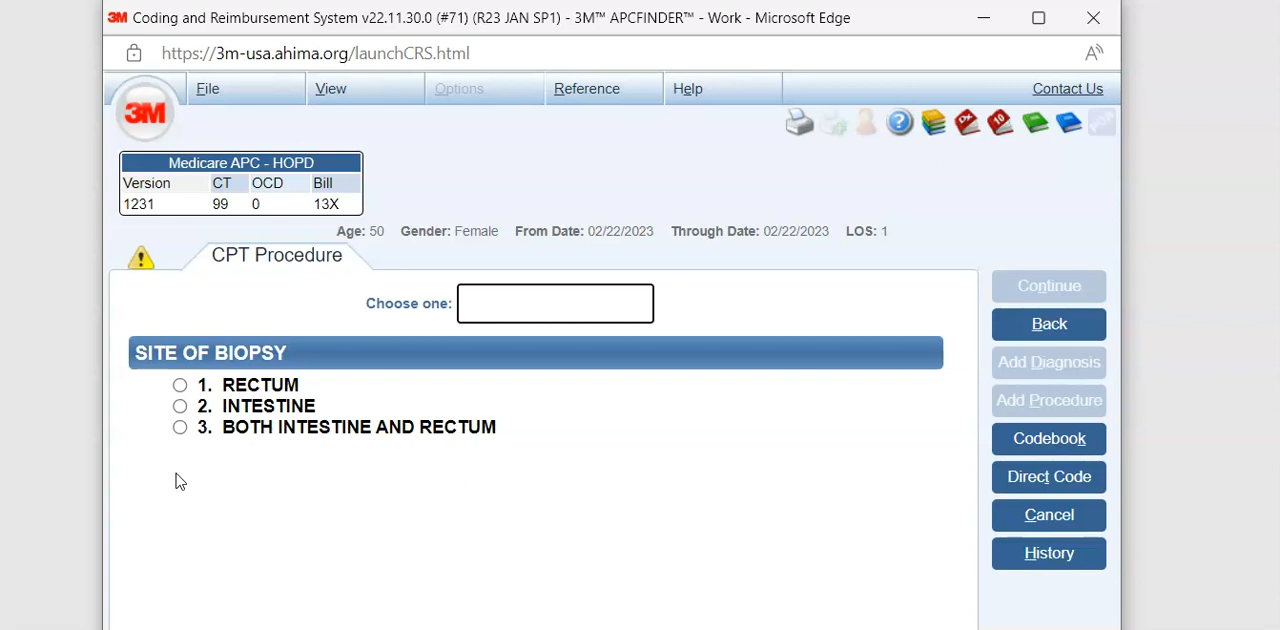 3M Coding and Reimbursement System v22.11.30.0 (#71) (R23 JAN SP1) - 3M™ APCFINDER™ - Work - Microsoft Edge
https://3m-usa.ahima.org/launchCRS.html
3M
File View Options Reference Help Contact Us
Medicare APC - HOPD
Version CT OCD Bill
1231 99 0 13X
Age: 50 Gender: Female From Date: 02/22/2023 Through Date: 02/22/2023 LOS: 1
CPT Procedure
Choose one:
SITE OF BIOPSY
1. RECTUM
2. INTESTINE
3. BOTH INTESTINE AND RECTUM
Continue
Back
Add Diagnosis
Add Procedure
Codebook
Direct Code
Cancel
History